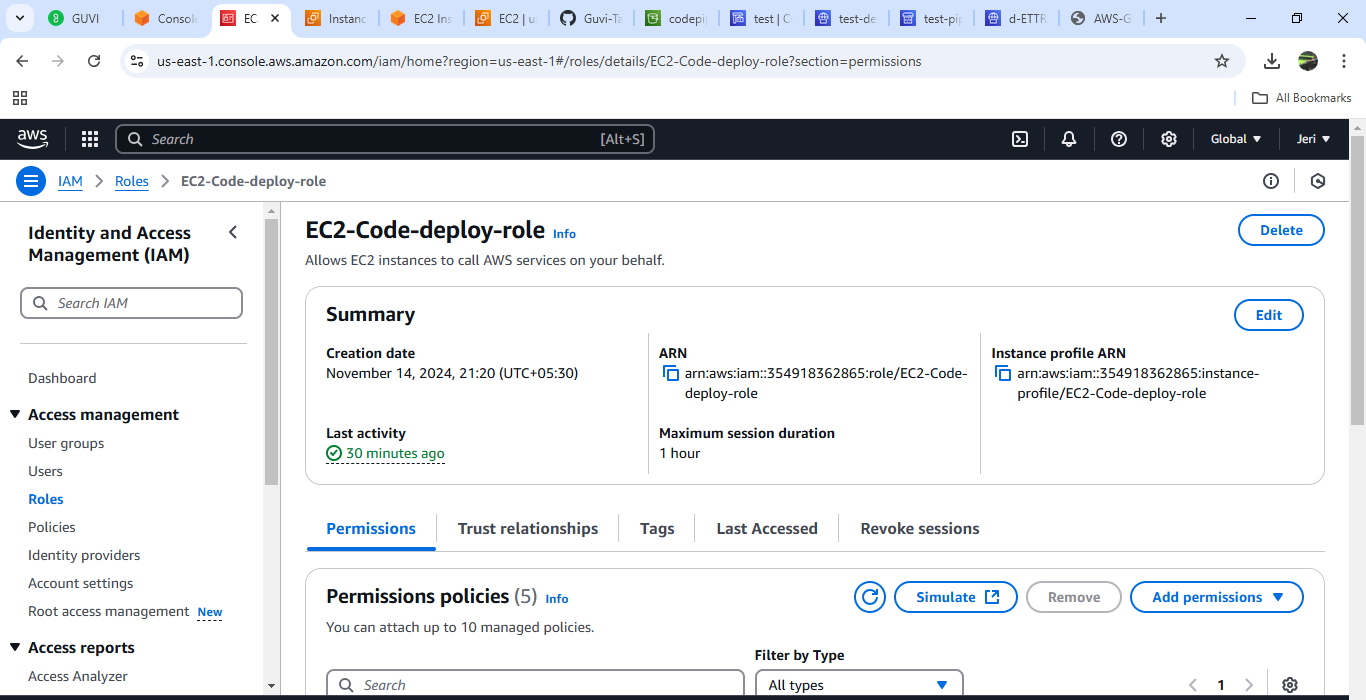 GUVI
Consol
EC
Instanc
EC2 Ins
EC2 | u
Guvi-Ta
codepi
test | C
test-de
test-pip
d-ETTR
AWS-G
us-east-1.console.aws.amazon.com/iam/home?region=us-east-1#/roles/details/EC2-Code-deploy-role?section=permissions
All Bookmarks
aws
Search
[Alt+S]
Global
Jeri
IAM
Roles
EC2-Code-deploy-role
Identity and Access
Management (IAM)
Search IAM
Dashboard
Access management
User groups
Users
Roles
Policies
Identity providers
Account settings
Root access management New
Access reports
Access Analyzer
EC2-Code-deploy-role Info
Delete
Allows EC2 instances to call AWS services on your behalf.
Summary
Edit
Creation date
November 14, 2024, 21:20 (UTC+05:30)
ARN
arn:aws:iam::354918362865:role/EC2-Code-
deploy-role
Instance profile ARN
arn:aws:iam::354918362865:instance-
profile/EC2-Code-deploy-role
Last activity
30 minutes ago
Maximum session duration
1 hour
Permissions
Trust relationships
Tags
Last Accessed
Revoke sessions
Permissions policies (5) Info
Simulate
Remove
Add permissions
You can attach up to 10 managed policies.
Filter by Type
Search
All types
1